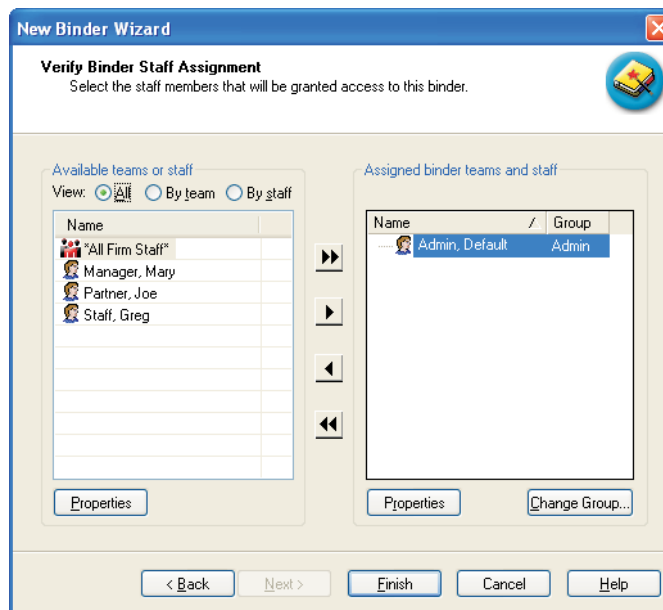 New Binder Wizard
Verify Binder Staff Assignment
Select the staff members that will be granted access to this binder.
Available teams or staff
View: All By team By staff
Name
*All Firm Staff*
Manager, Mary
Partner, Joe
Staff, Greg
Properties
Assigned binder teams and staff
Name Group
Admin, Default Admin
Properties Change Group...
< Back Next > Finish Cancel Help